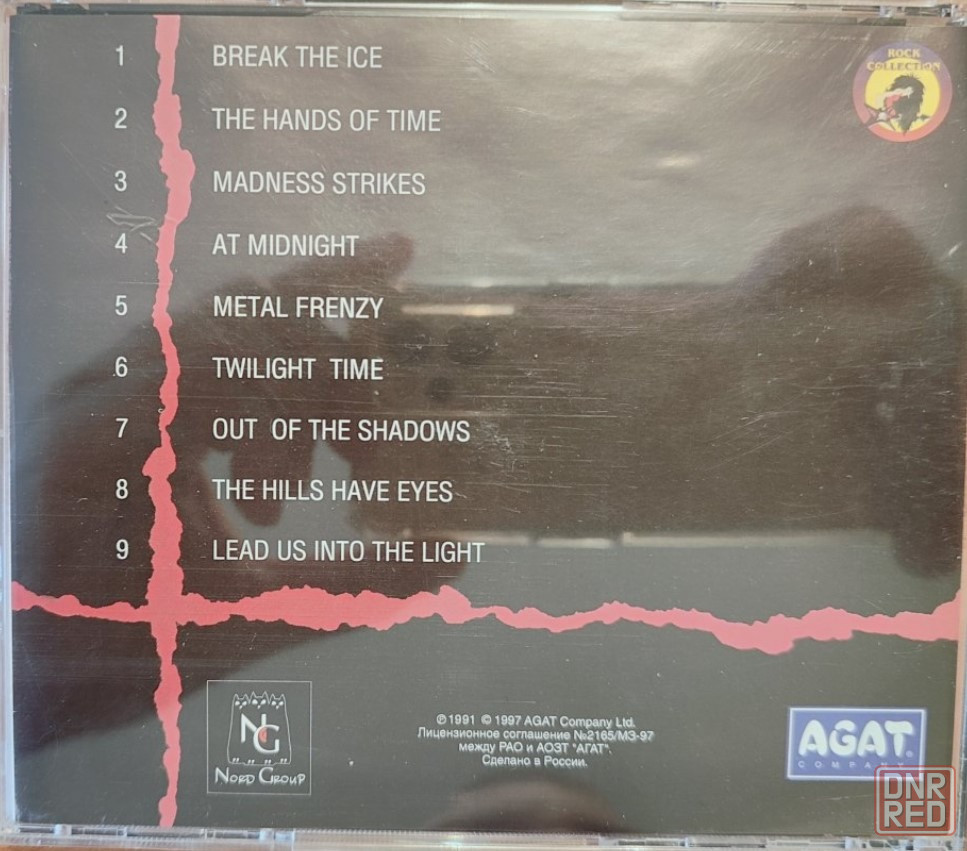 1 BREAK THE ICE
ROCK
COLLECTION
2 THE HANDS OF TIME
3 MADNESS STRIKES
4 AT MIDNIGHT
5 METAL FRENZY
6 TWILIGHT TIME
7 OUT OF THE SHADOWS
8 THE HILLS HAVE EYES
9 LEAD US INTO THE LIGHT
NG
NORD GROUP
℗ 1991 © 1997 AGAT Company Ltd.
Лицензионное соглашение №2165/МЗ-97
между РАО и АОЗТ "АГАТ".
Сделано в России.
AGAT®
COMPANY
DNR
RED